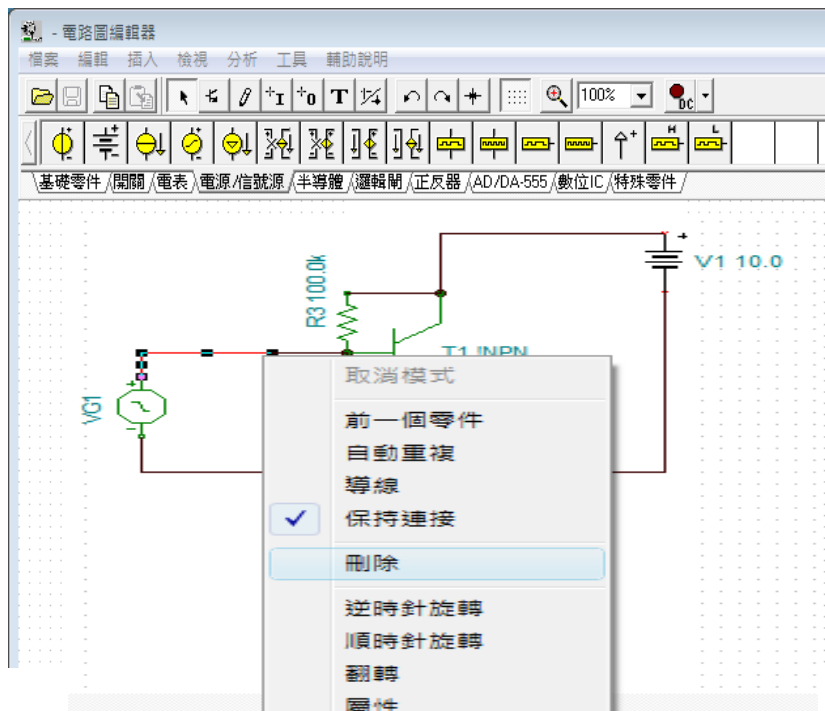 - 電路圖編輯器
檔案 編輯 插入 檢視 分析 工具 輔助說明
+I +0 T 100% DC
H L
基礎零件 開關 電表 電源/信號源 半導體 邏輯閘 正反器 AD/DA-555 數位IC 特殊零件
R3 100.0k
V1 10.0
T1 !NPN
VG1
取消模式
前一個零件
自動重複
導線
保持連接
刪除
逆時針旋轉
順時針旋轉
翻轉
屬性